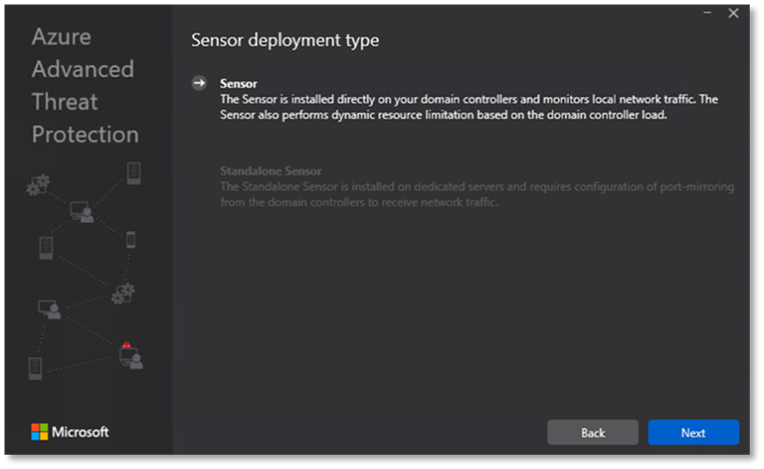 Azure
Advanced
Threat
Protection
Sensor deployment type
Sensor
The Sensor is installed directly on your domain controllers and monitors local network traffic. The
Sensor also performs dynamic resource limitation based on the domain controller load.
Standalone Sensor
The Standalone Sensor is installed on dedicated servers and requires configuration of port-mirroring
from the domain controllers to receive network traffic.
Microsoft
Back
Next